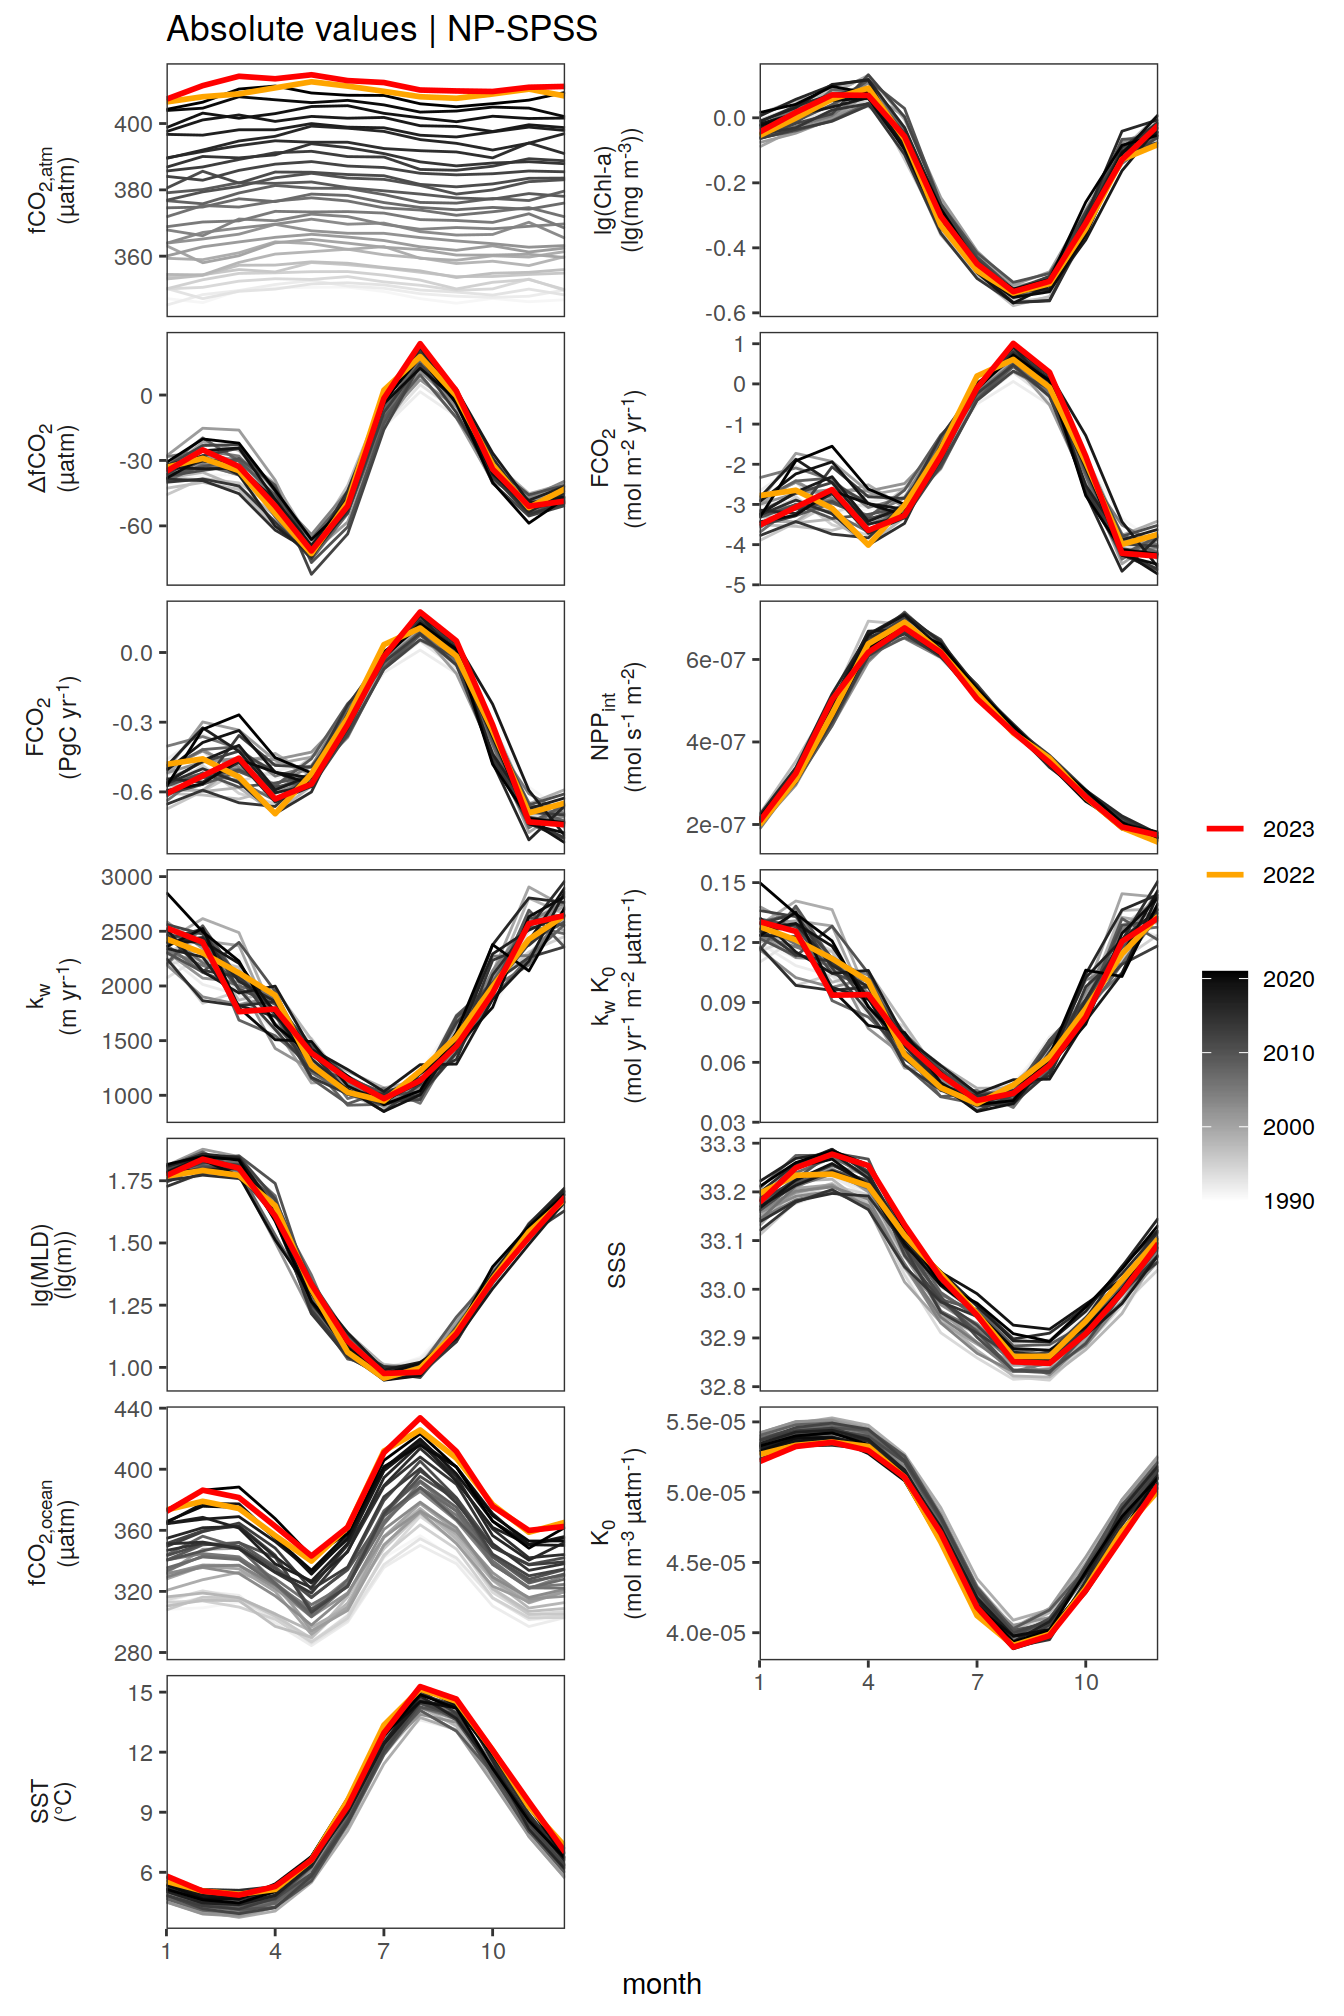 Absolute values | NP-SPSS
fCO2,atm
(µatm)
400
380
360
lg(Chl-a)
(lg(mg m-3))
0.0
-0.2
-0.4
-0.6
ΔfCO2
(µatm)
0
-30
-60
FCO2
(mol m-2 yr-1)
1
0
-1
-2
-3
-4
-5
FCO2
(PgC yr-1)
0.0
-0.3
-0.6
NPPint
(mol s-1 m-2)
6e-07
4e-07
2e-07
kw
(m yr-1)
3000
2500
2000
1500
1000
kw K0
(mol yr-1 m-2 µatm-1)
0.15
0.12
0.09
0.06
0.03
lg(MLD)
(lg(m))
1.75
1.50
1.25
1.00
SSS
33.3
33.2
33.1
33.0
32.9
32.8
fCO2,ocean
(µatm)
440
400
360
320
280
K0
(mol m-3 µatm-1)
5.5e-05
5.0e-05
4.5e-05
4.0e-05
1 4 7 10
SST
(°C)
15
12
9
6
1 4 7 10
month
2023
2022
2020
2010
2000
1990